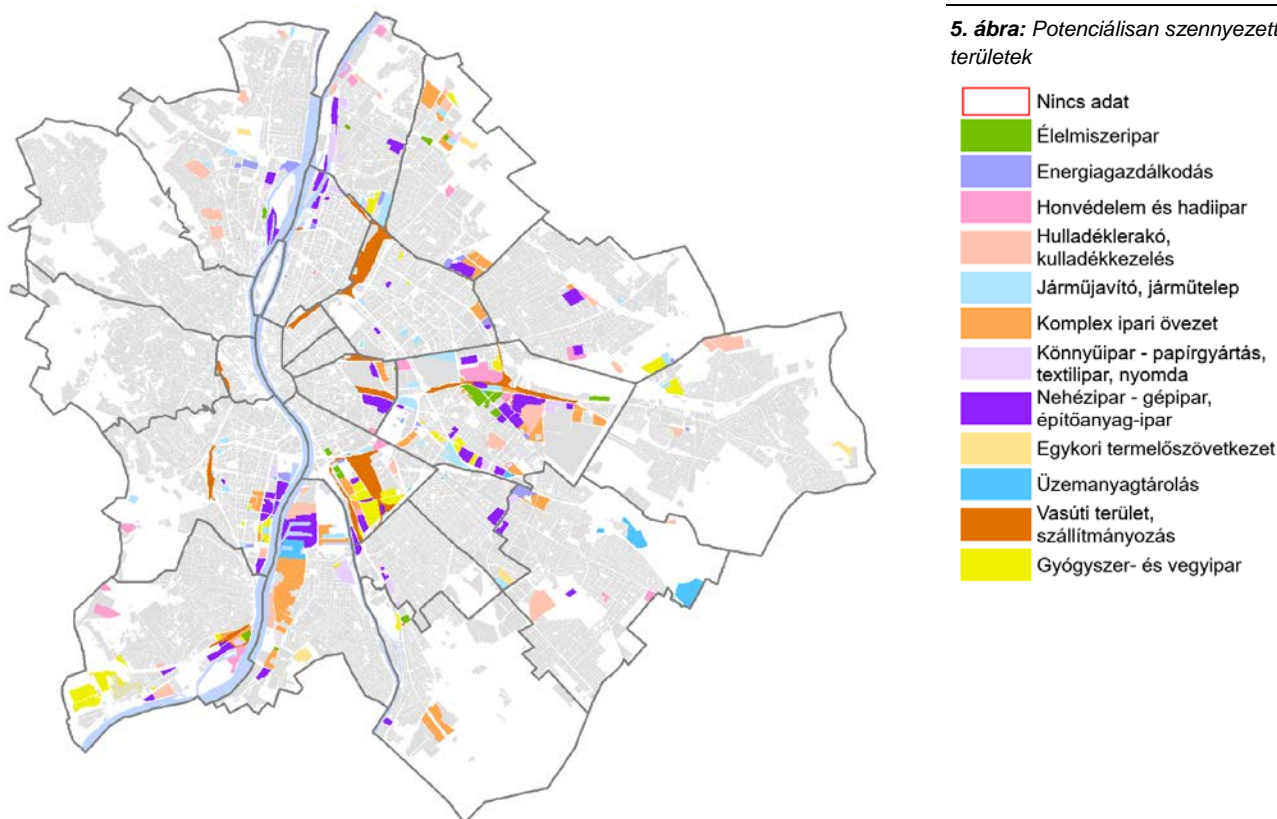 5. ábra: Potenciálisan szennyezett
területek
Nincs adat
Élelmiszeripar
Energiagazdálkodás
Honvédelem és hadiipar
Hulladéklerakó,
kulladékkezelés
Járműjavító, járműtelep
Komplex ipari övezet
Könnyűipar - papírgyártás,
textilipar, nyomda
Nehézipar - gépipar,
építőanyag-ipar
Egykori termelőszövetkezet
Üzemanyagtárolás
Vasúti terület,
szállítmányozás
Gyógyszer- és vegyipar